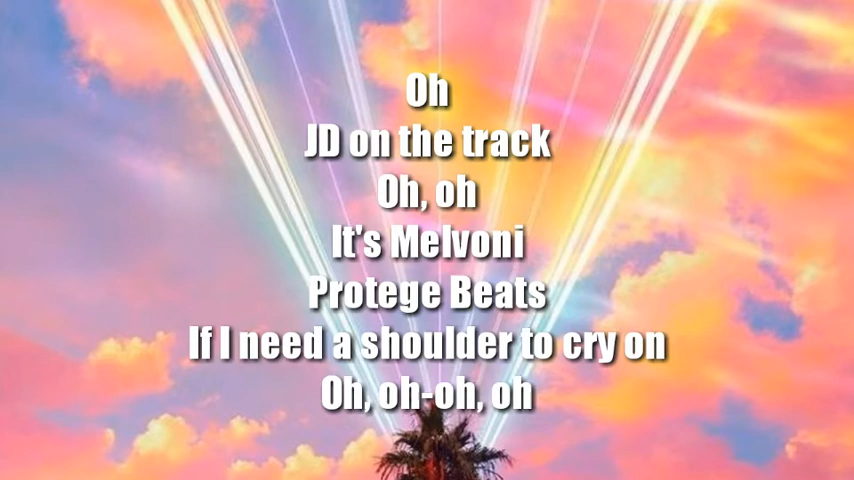 Oh
JD on the track
Oh, oh
It's Melvoni
Protege Beats
If I need a shoulder to cry on
Oh, oh-oh, oh